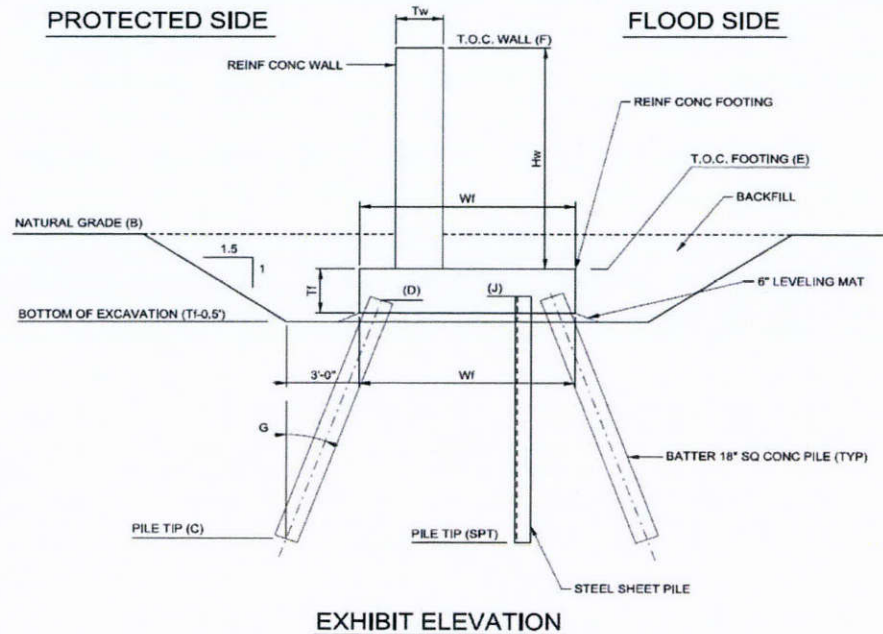 PROTECTED SIDE
Tw
FLOOD SIDE
T.O.C. WALL (F)
REINF CONC WALL
REINF CONC FOOTING
Hw
T.O.C. FOOTING (E)
Wf
BACKFILL
NATURAL GRADE (B)
1.5
1
Tf
(D)
(J)
6" LEVELING MAT
BOTTOM OF EXCAVATION (Tf-0.5')
3'-0"
Wf
G
BATTER 18" SQ CONC PILE (TYP)
PILE TIP (C)
PILE TIP (SPT)
STEEL SHEET PILE
EXHIBIT ELEVATION